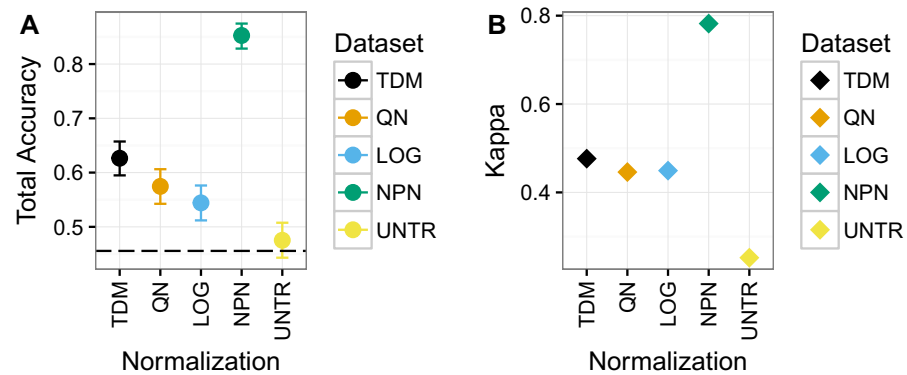 A
Total Accuracy
0.8
0.7
0.6
0.5
TDM
QN
LOG
NPN
UNTR
Normalization
Dataset
TDM
QN
LOG
NPN
UNTR
B
Kappa
0.8
0.6
0.4
TDM
QN
LOG
NPN
UNTR
Normalization
Dataset
TDM
QN
LOG
NPN
UNTR